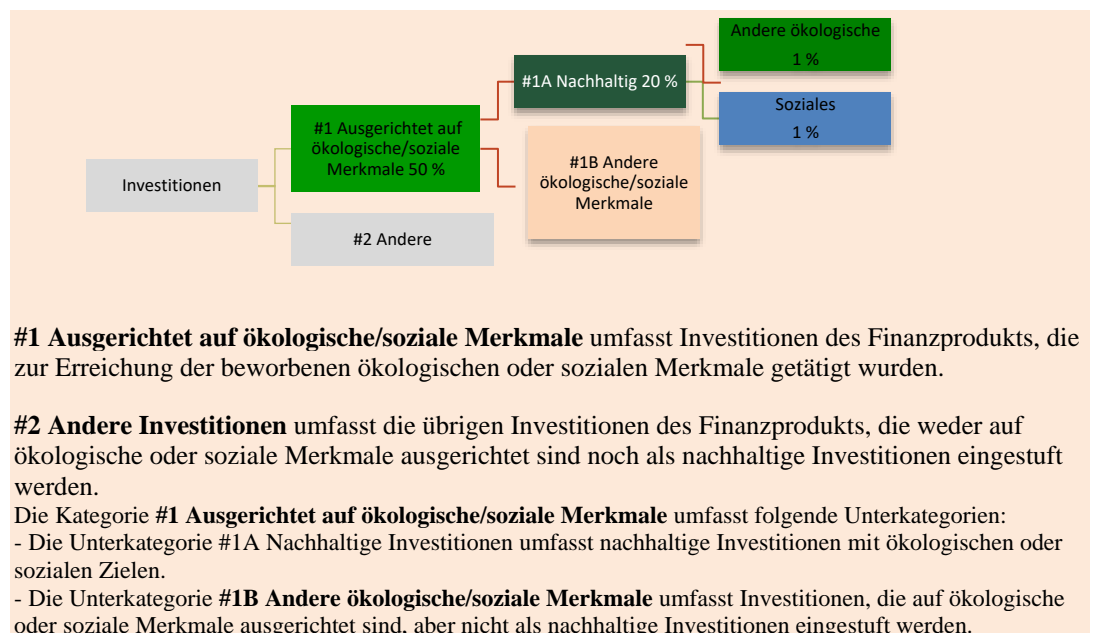 Andere ökologische
1 %
#1A Nachhaltig 20 %
Soziales
1 %
#1 Ausgerichtet auf
ökologische/soziale
Merkmale 50 %
#1B Andere
ökologische/soziale
Merkmale
Investitionen
#2 Andere
#1 Ausgerichtet auf ökologische/soziale Merkmale umfasst Investitionen des Finanzprodukts, die
zur Erreichung der beworbenen ökologischen oder sozialen Merkmale getätigt wurden.
#2 Andere Investitionen umfasst die übrigen Investitionen des Finanzprodukts, die weder auf
ökologische oder soziale Merkmale ausgerichtet sind noch als nachhaltige Investitionen eingestuft
werden.
Die Kategorie #1 Ausgerichtet auf ökologische/soziale Merkmale umfasst folgende Unterkategorien:
- Die Unterkategorie #1A Nachhaltige Investitionen umfasst nachhaltige Investitionen mit ökologischen oder
sozialen Zielen.
- Die Unterkategorie #1B Andere ökologische/soziale Merkmale umfasst Investitionen, die auf ökologische
oder soziale Merkmale ausgerichtet sind, aber nicht als nachhaltige Investitionen eingestuft werden.